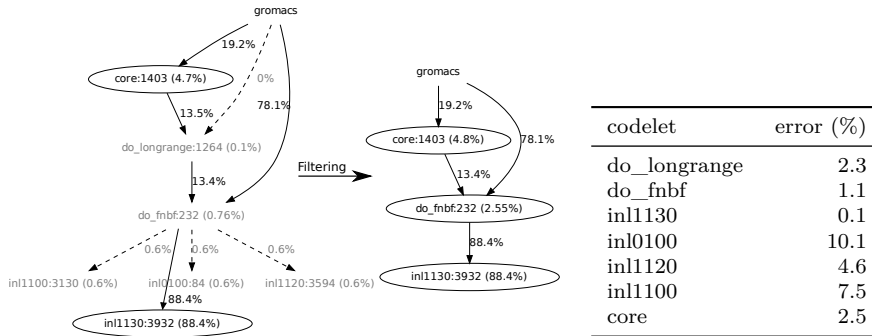 gromacs
19.2%
core:1403 (4.7%)
0%
78.1%
13.5%
do_longrange:1264 (0.1%)
13.4%
do_fnbf:232 (0.76%)
0.6%
0.6%
0.6%
inl1100:3130 (0.6%)
inl0100:84 (0.6%)
inl1120:3594 (0.6%)
88.4%
inl1130:3932 (88.4%)
Filtering
gromacs
19.2%
core:1403 (4.8%)
78.1%
13.4%
do_fnbf:232 (2.55%)
88.4%
inl1130:3932 (88.4%)
codelet error (%)
do_longrange 2.3
do_fnbf 1.1
inl1130 0.1
inl0100 10.1
inl1120 4.6
inl1100 7.5
core 2.5